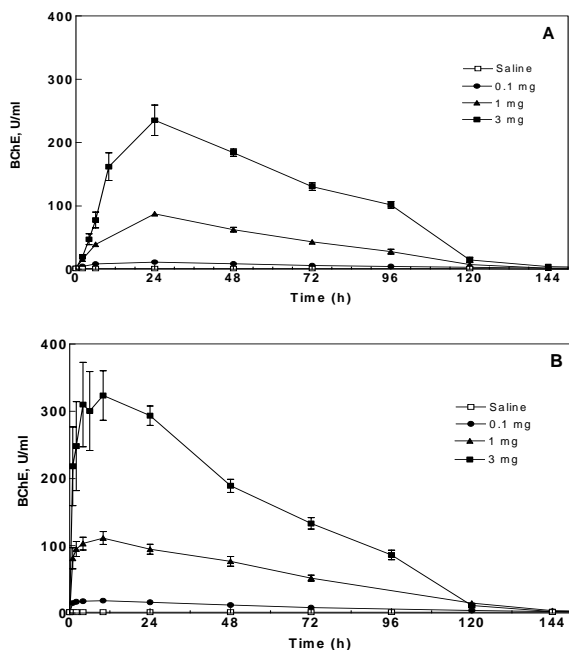 400
A
Saline
0.1 mg
1 mg
3 mg
300
200
100
0
BChE, U/ml
0 24 48 72 96 120 144
Time (h)
400
B
Saline
0.1 mg
1 mg
3 mg
300
200
100
0
BChE, U/ml
0 24 48 72 96 120 144
Time (h)